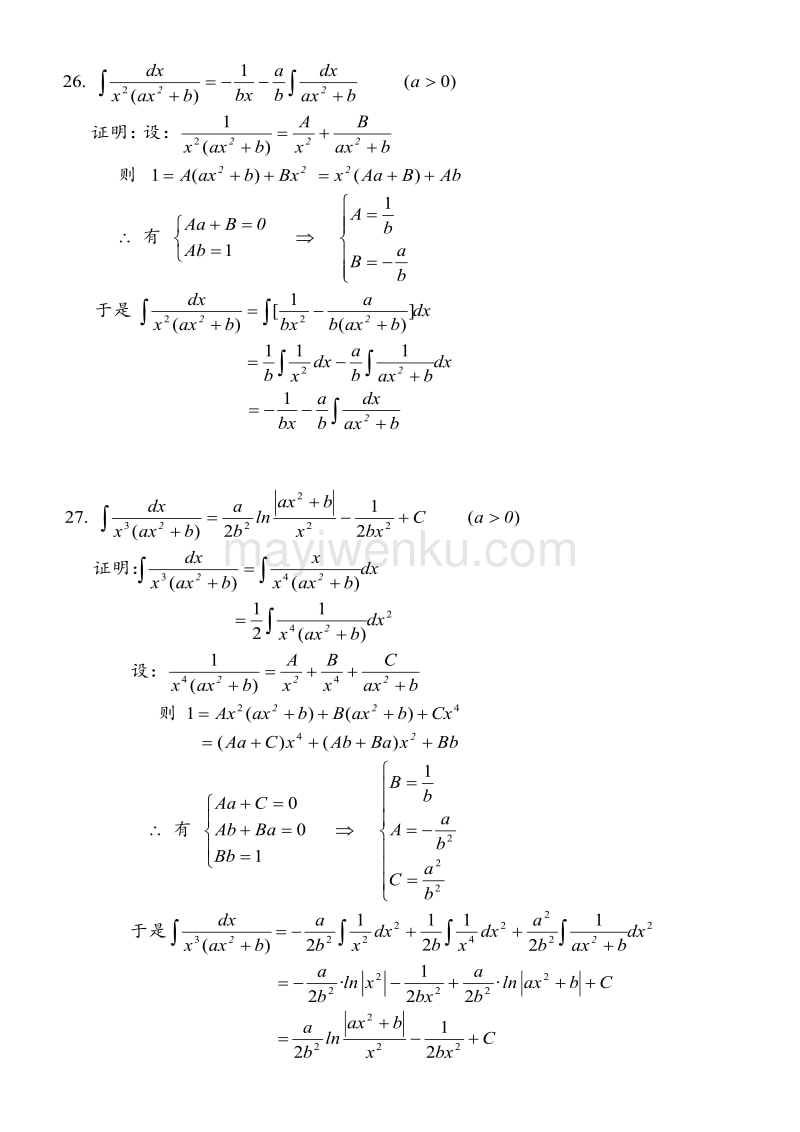 26. ∫ dx/(x²(ax²+b)) = −1/(bx) − (a/b)∫ dx/(ax²+b) (a > 0)
证明：设：1/(x²(ax²+b)) = A/x² + B/(ax²+b)
则 1 = A(ax²+b) + Bx² = x²(Aa+B) + Ab
∴ 有 { Aa+B=0, Ab=1 ⇒ { A=1/b, B=−a/b
于是 ∫ dx/(x²(ax²+b)) = ∫[1/(bx²) − a/(b(ax²+b))]dx
= (1/b)∫ (1/x²) dx − (a/b)∫ 1/(ax²+b) dx
= −1/(bx) − (a/b)∫ dx/(ax²+b)
27. ∫ dx/(x³(ax²+b)) = a/(2b²) ln |ax²+b|/x² − 1/(2bx²) + C (a > 0)
mayiwenku.com
证明：∫ dx/(x³(ax²+b)) = ∫ x/(x⁴(ax²+b)) dx
= (1/2)∫ 1/(x⁴(ax²+b)) dx²
设：1/(x⁴(ax²+b)) = A/x² + B/x⁴ + C/(ax²+b)
则 1 = Ax²(ax²+b) + B(ax²+b) + Cx⁴
= (Aa+C)x⁴ + (Ab+Ba)x² + Bb
∴ 有 { Aa+C=0, Ab+Ba=0, Bb=1 ⇒ { B=1/b, A=−a/b², C=a²/b²
于是 ∫ dx/(x³(ax²+b)) = −a/(2b²) ∫ (1/x²) dx² + (1/2b)∫ (1/x⁴) dx² + a²/(2b²) ∫ 1/(ax²+b) dx²
= −a/(2b²)·ln|x²| − 1/(2bx²) + a/(2b²)·ln|ax²+b| + C
= a/(2b²) ln |ax²+b|/x² − 1/(2bx²) + C